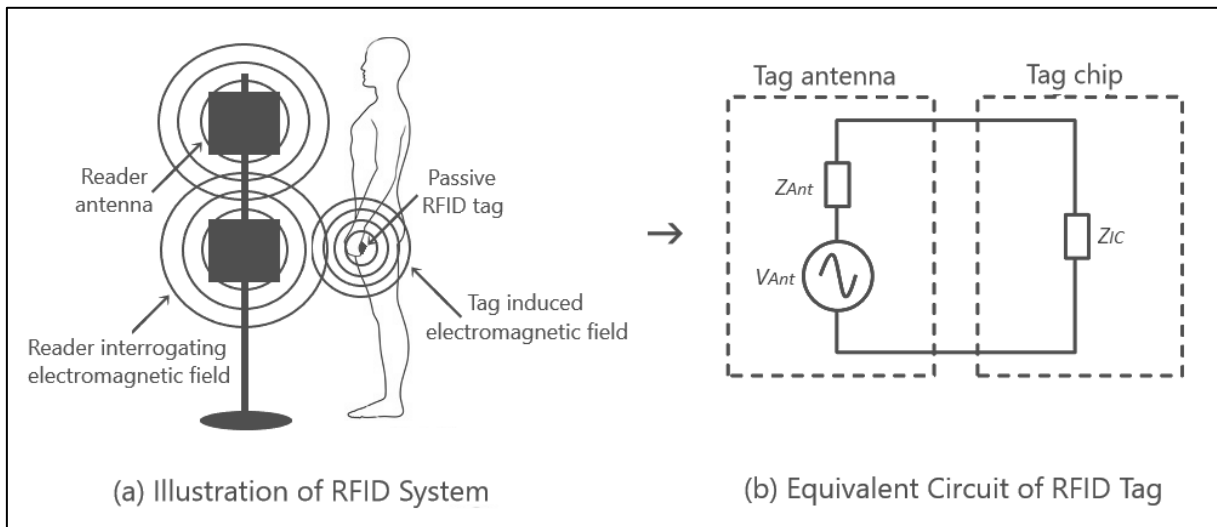 Reader
antenna
Passive
RFID tag
Tag induced
electromagnetic field
Reader interrogating
electromagnetic field
(a) Illustration of RFID System
→
Tag antenna
Tag chip
ZAnt
VAnt
ZIC
(b) Equivalent Circuit of RFID Tag